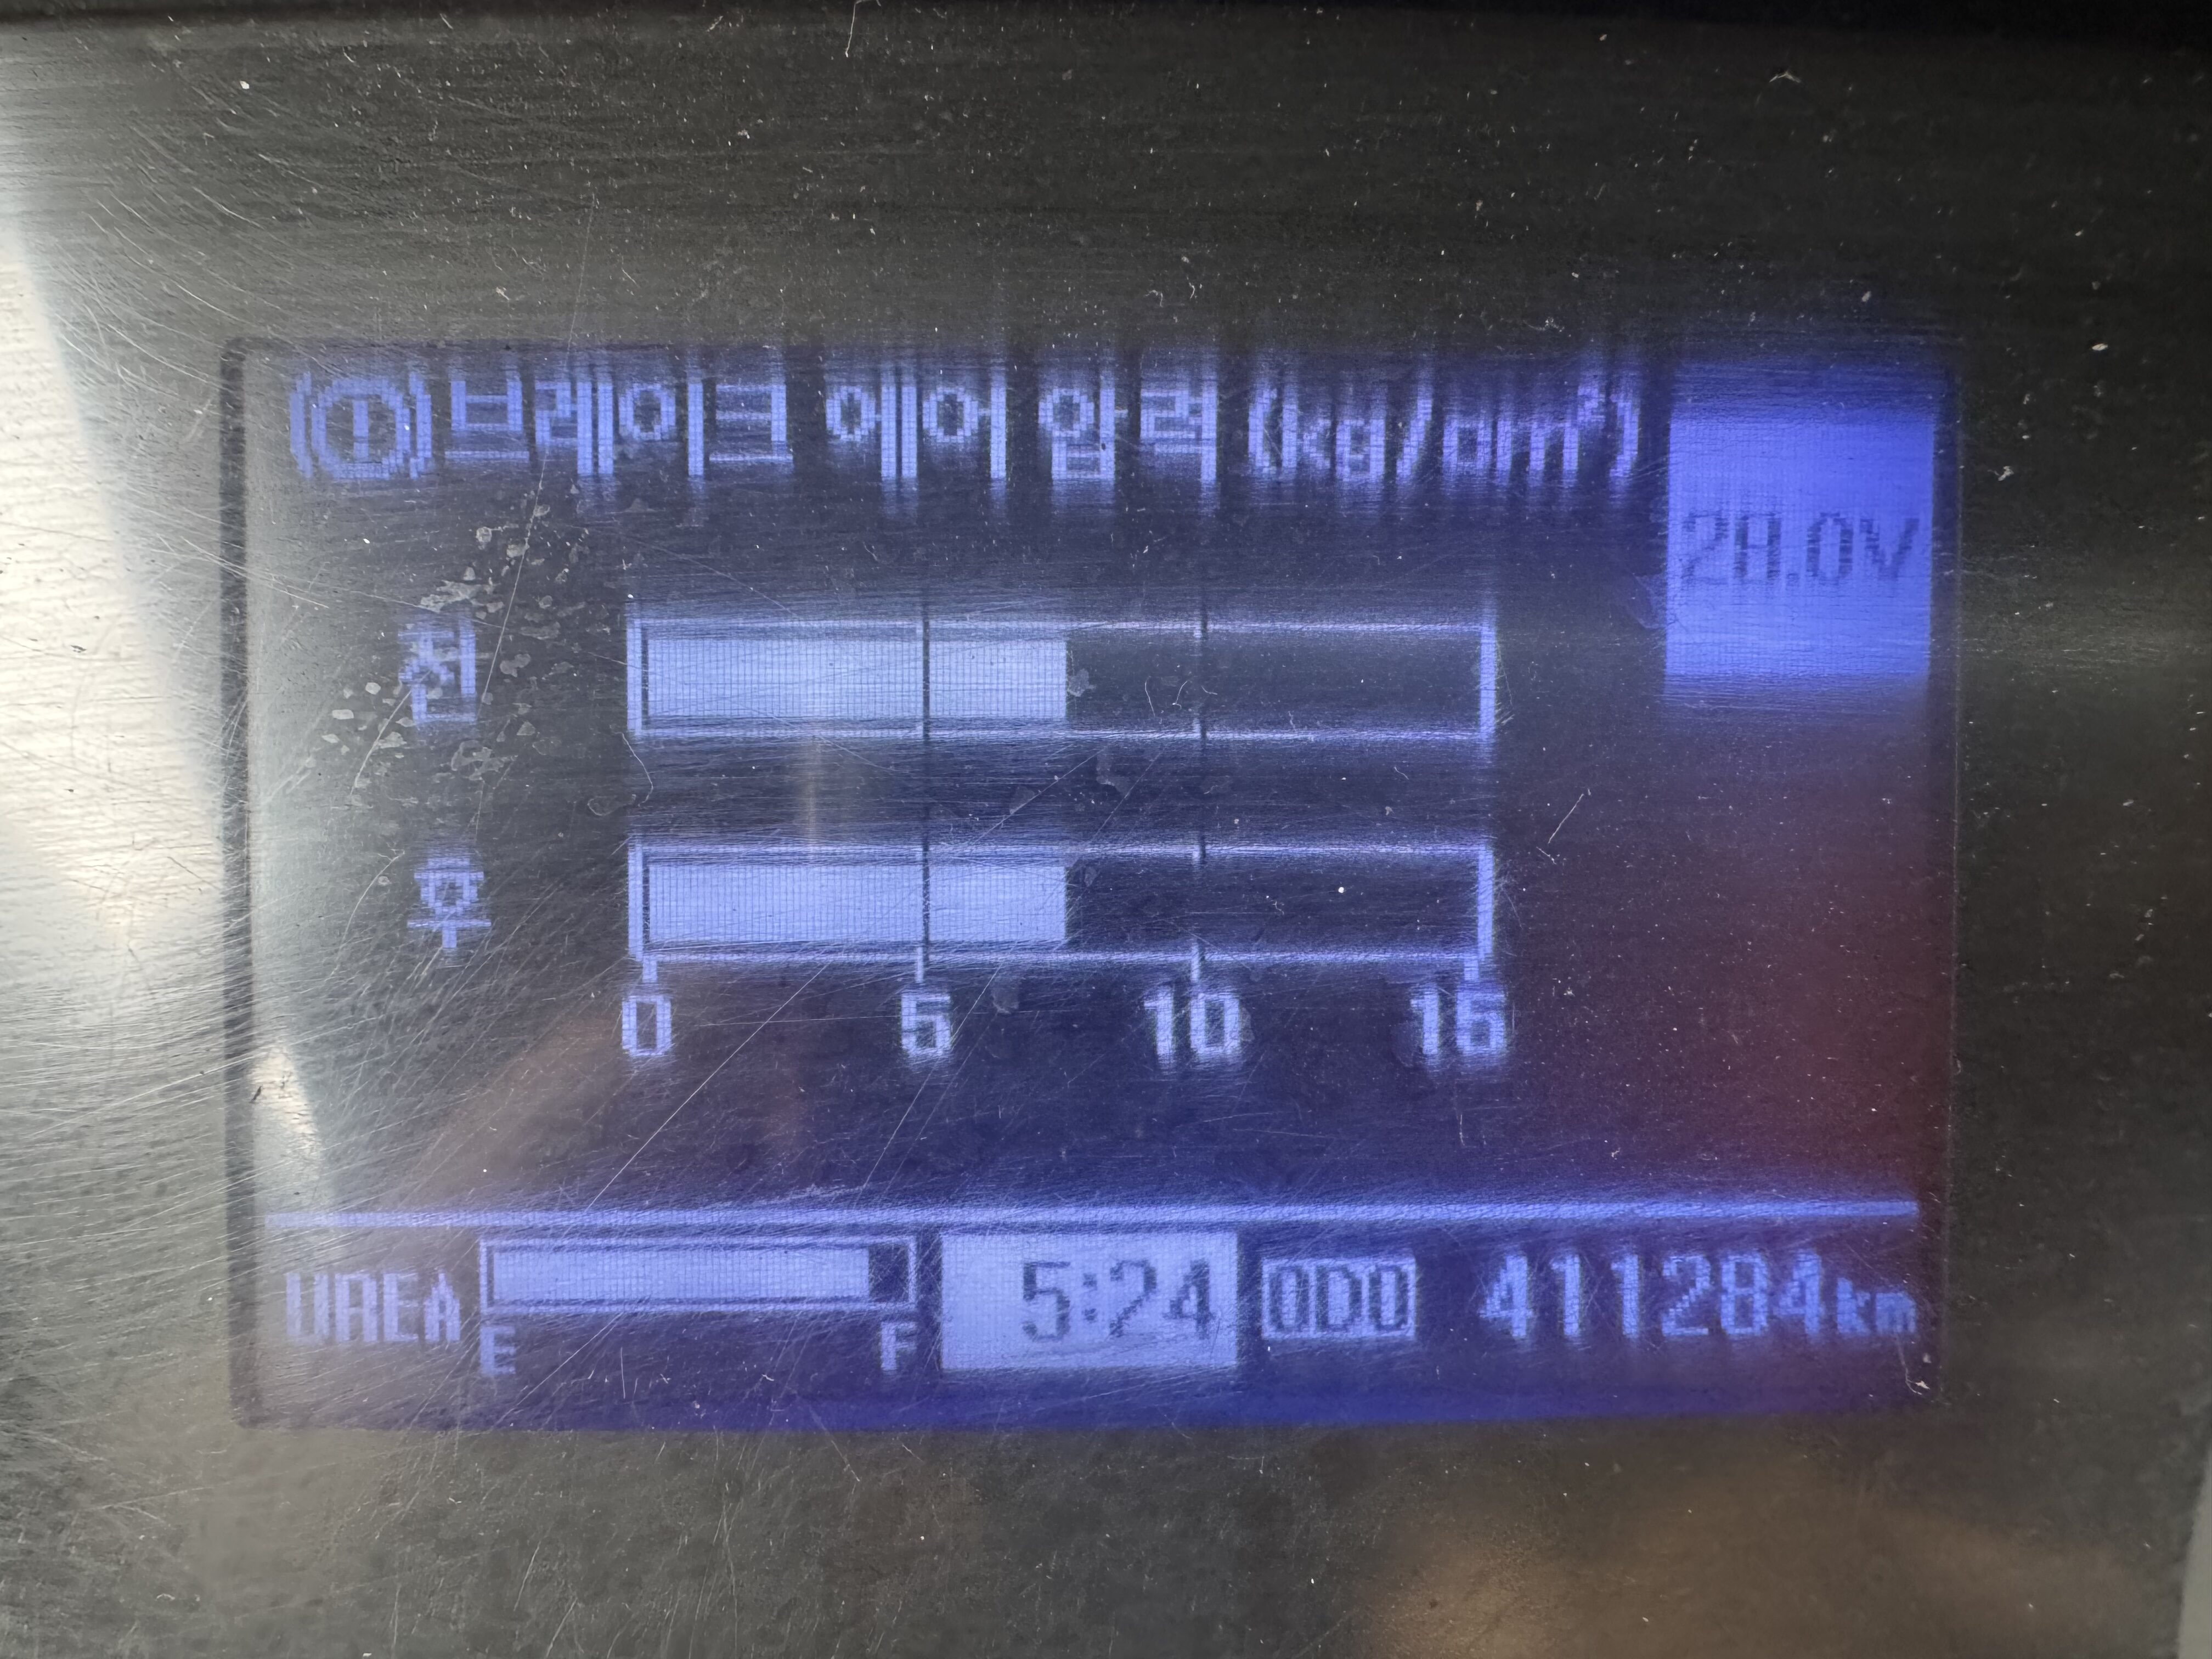 (!) 브레이크 에어 압력 (kg/cm²)
28.0V
전
후
0 5 10 15
UREA E F 5:24 ODO 411284km